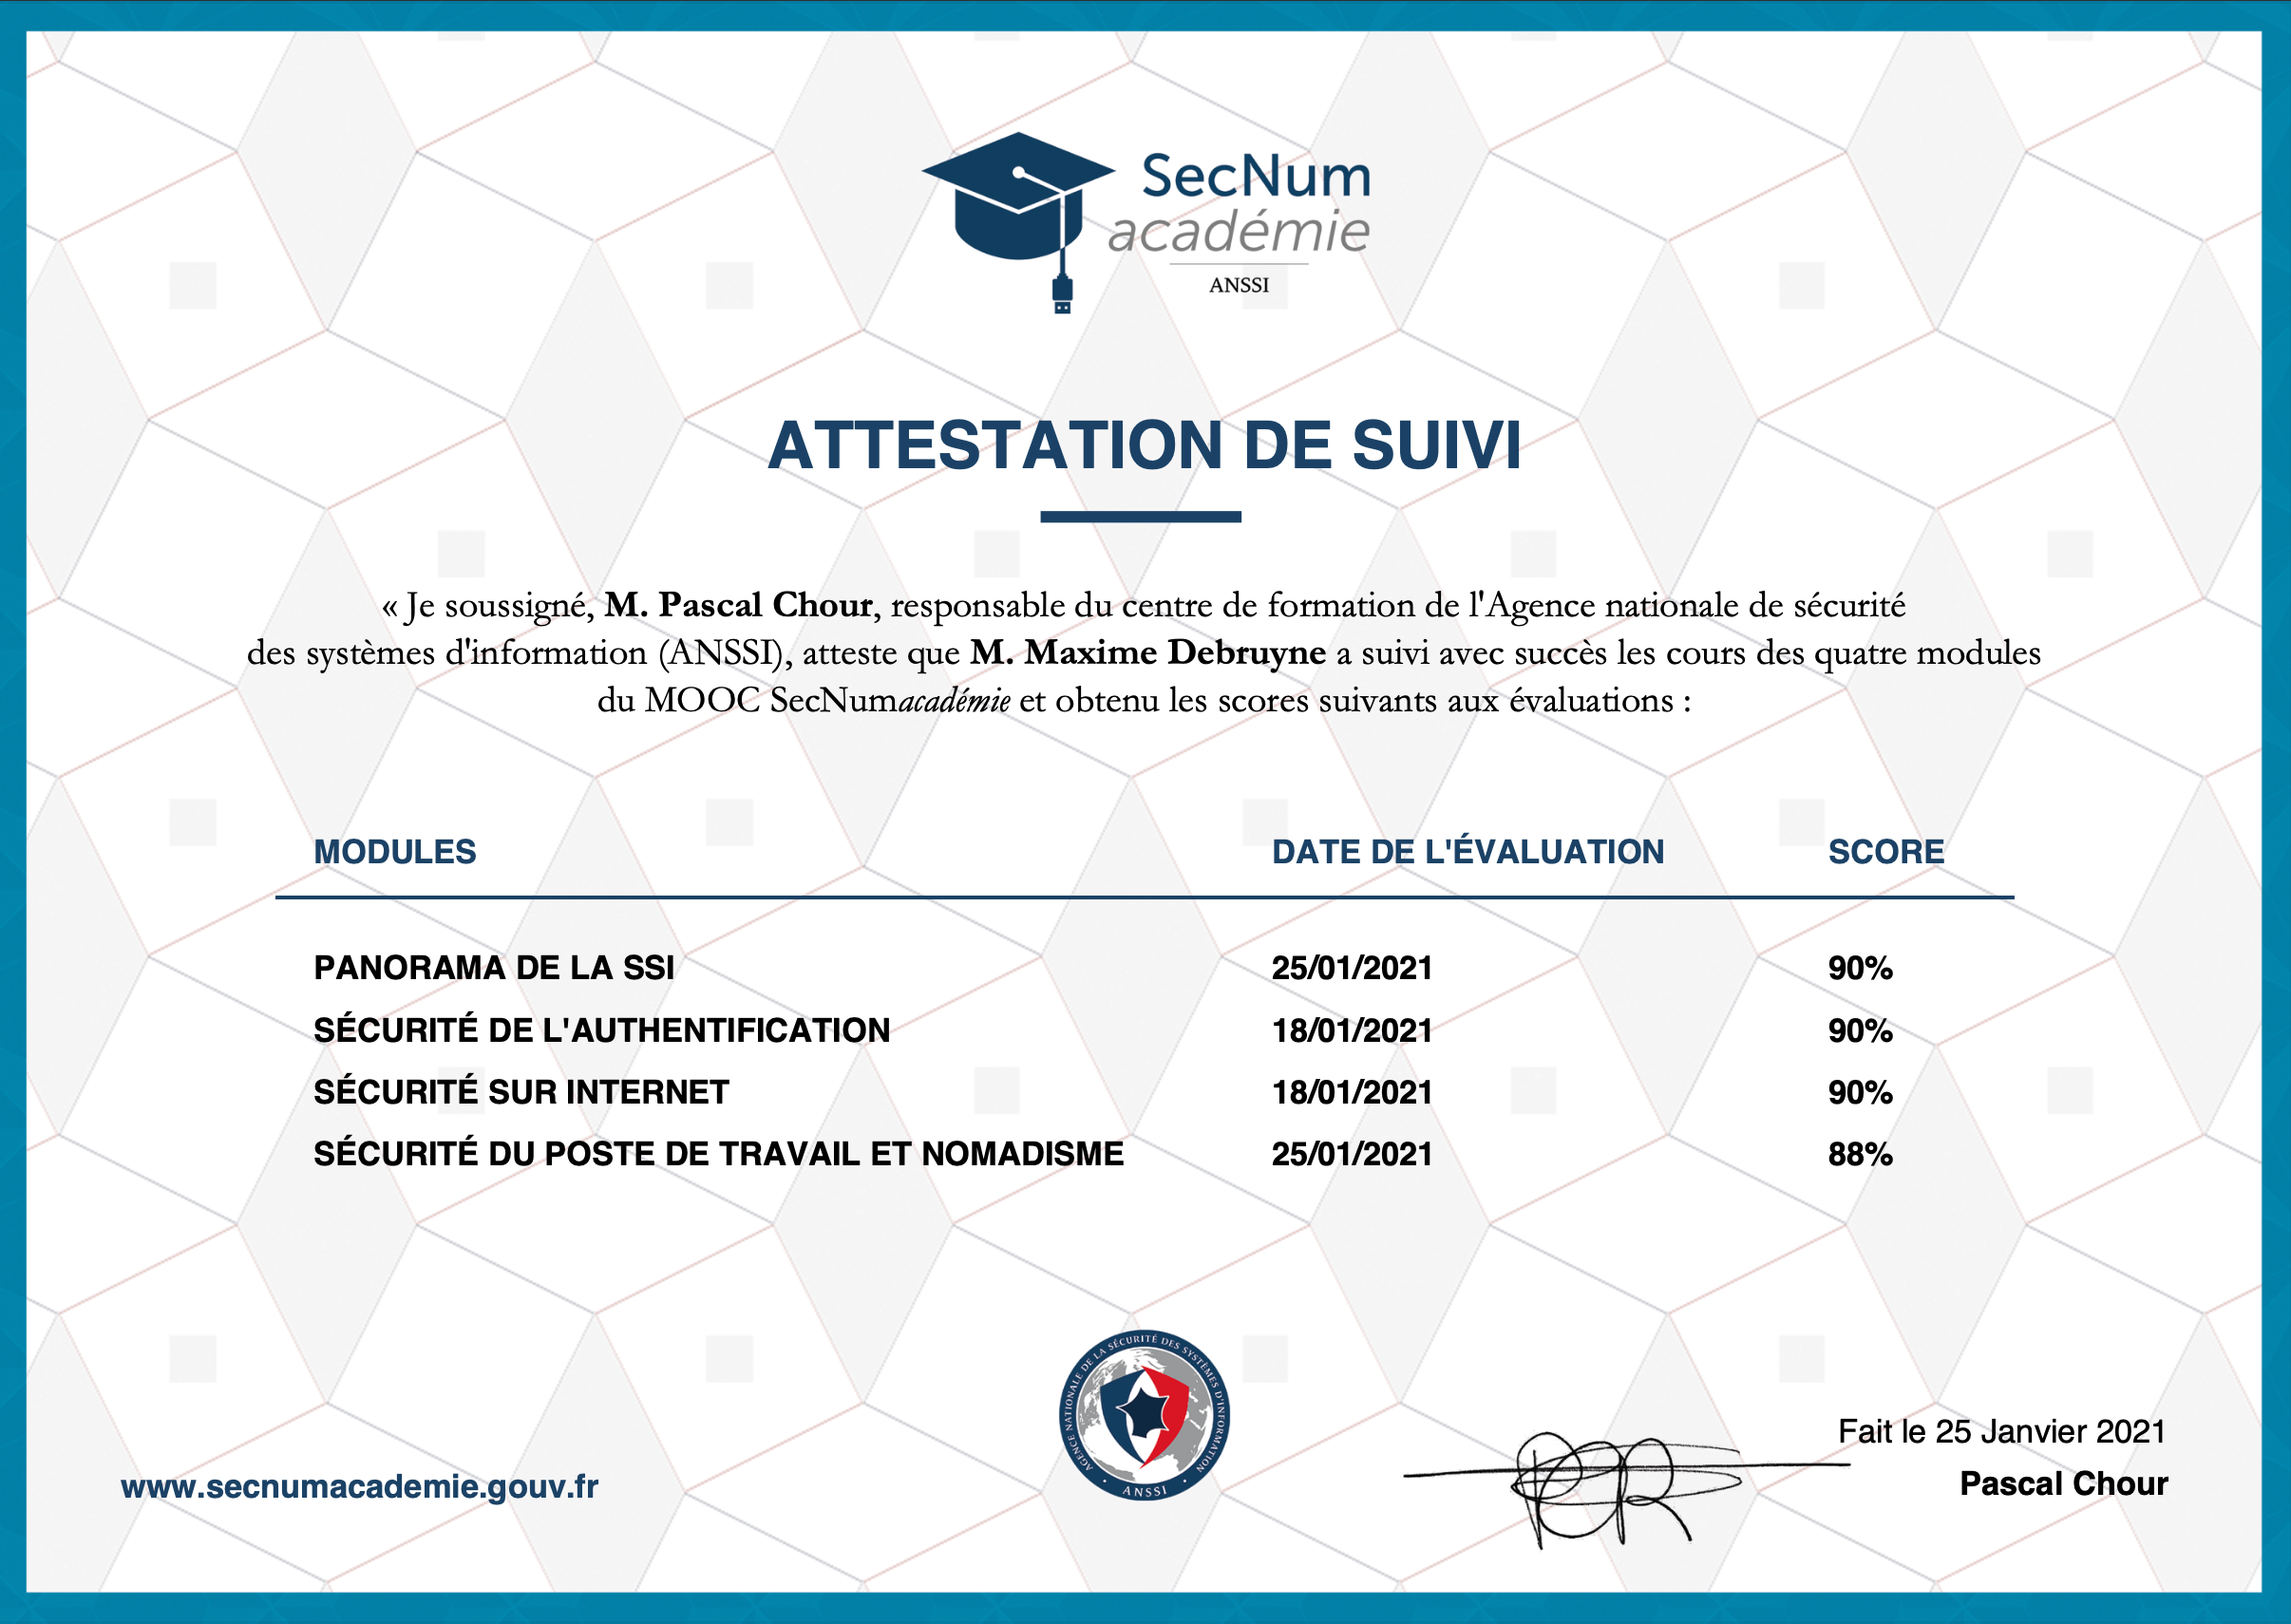 SecNum
académie
ANSSI
ATTESTATION DE SUIVI
« Je soussigné, M. Pascal Chour, responsable du centre de formation de l'Agence nationale de sécurité
des systèmes d'information (ANSSI), atteste que M. Maxime Debruyne a suivi avec succès les cours des quatre modules
du MOOC SecNumacadémie et obtenu les scores suivants aux évaluations :
MODULES DATE DE L'ÉVALUATION SCORE
PANORAMA DE LA SSI 25/01/2021 90%
SÉCURITÉ DE L'AUTHENTIFICATION 18/01/2021 90%
SÉCURITÉ SUR INTERNET 18/01/2021 90%
SÉCURITÉ DU POSTE DE TRAVAIL ET NOMADISME 25/01/2021 88%
AGENCE NATIONALE DE LA SÉCURITÉ DES SYSTÈMES D'INFORMATION
• ANSSI •
Fait le 25 Janvier 2021
Pascal Chour
www.secnumacademie.gouv.fr